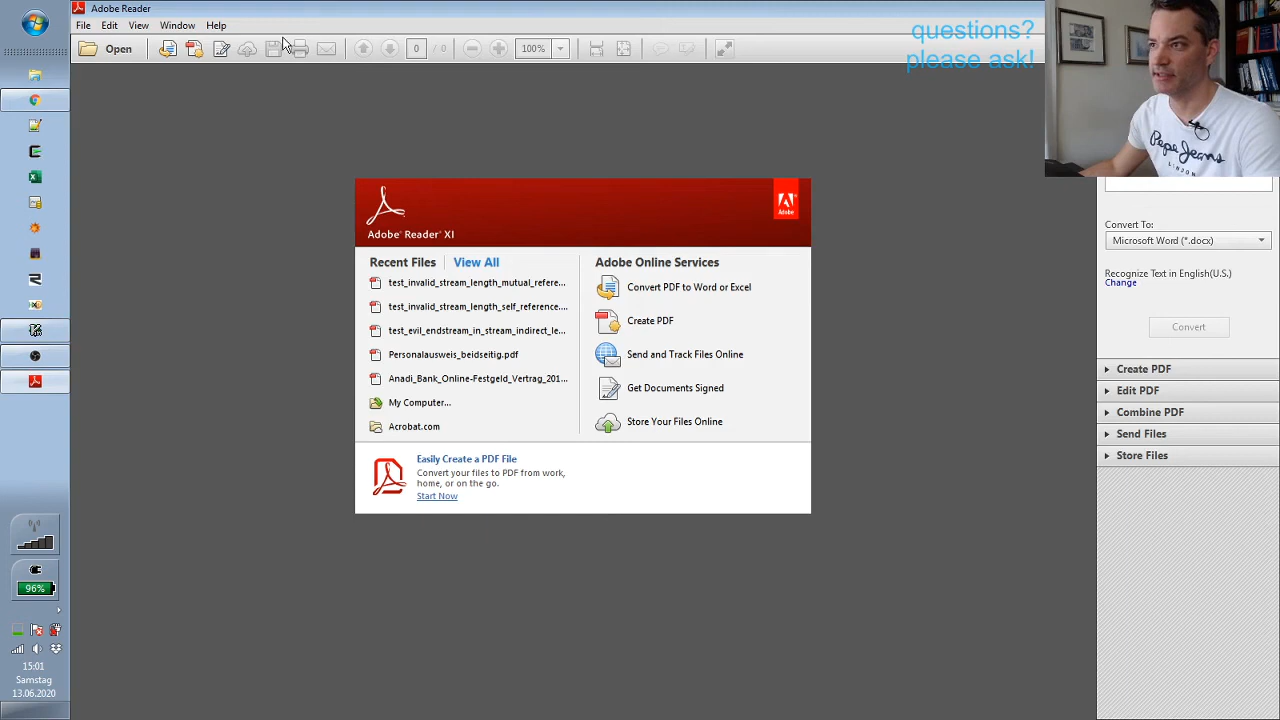 Adobe Reader
File Edit View Window Help
questions?
please ask!
Open
0 / 0
100%
Pepe Jeans
Adobe
Adobe® Reader® XI
Convert To:
Microsoft Word (*.docx)
Recent Files View All
Adobe Online Services
Recognize Text in English(U.S.)
Change
test_invalid_stream_length_mutual_refere...
Convert PDF to Word or Excel
test_invalid_stream_length_self_reference....
Create PDF
Convert
test_evil_endstream_in_stream_indirect_le...
Personalausweis_beidseitig.pdf
Send and Track Files Online
Create PDF
Anadi_Bank_Online-Festgeld_Vertrag_201...
Get Documents Signed
Edit PDF
My Computer...
Combine PDF
Acrobat.com
Store Your Files Online
Send Files
Store Files
Easily Create a PDF File
Convert your files to PDF from work,
home, or on the go.
Start Now
96%
15:01
Samstag
13.06.2020